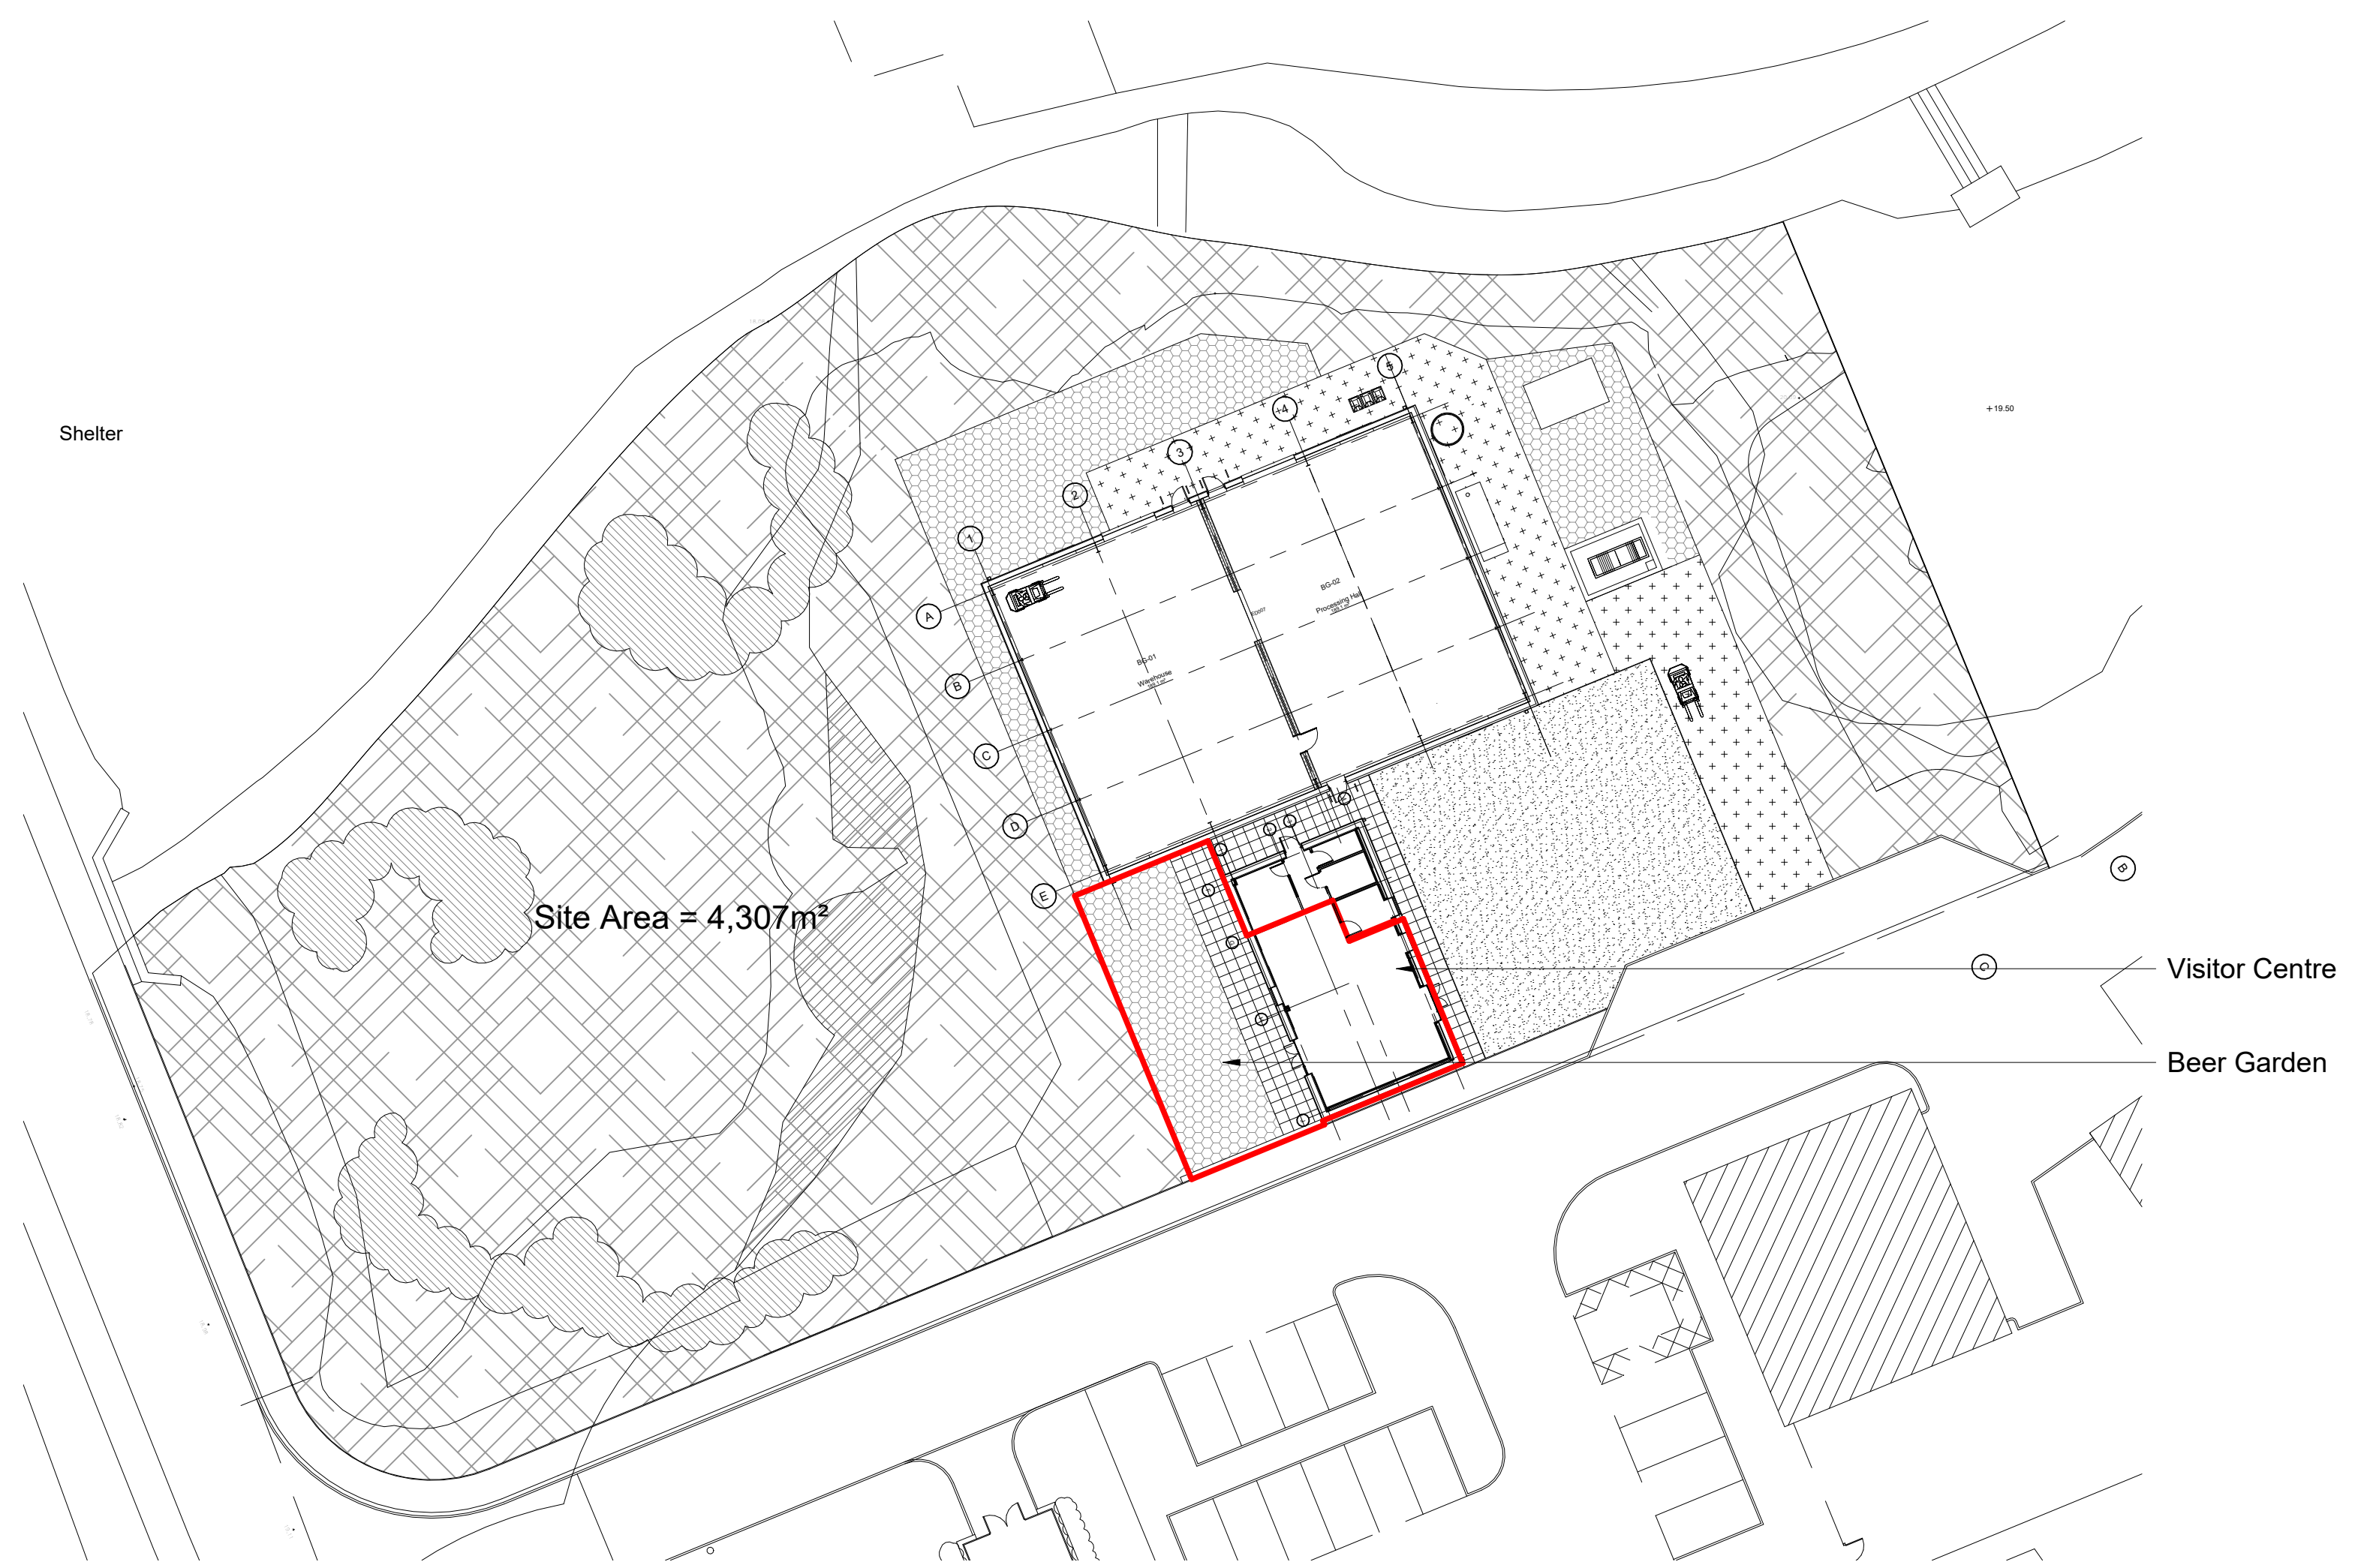 5
+4
+ 19.50
Shelter
3
2
1
BG-02
Processing Hall
A
BG-01
Warehouse
B
C
D
B
E
Site Area = 4,307m²
C
Visitor Centre
Beer Garden